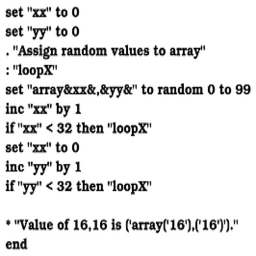 set "xx" to 0
set "yy" to 0
. "Assign random values to array"
: "loopX"
set "array&xx&,&yy&" to random 0 to 99
inc "xx" by 1
if "xx" < 32 then "loopX"
set "xx" to 0
inc "yy" by 1
if "yy" < 32 then "loopX"

* "Value of 16,16 is ('array('16'),('16')')."
end